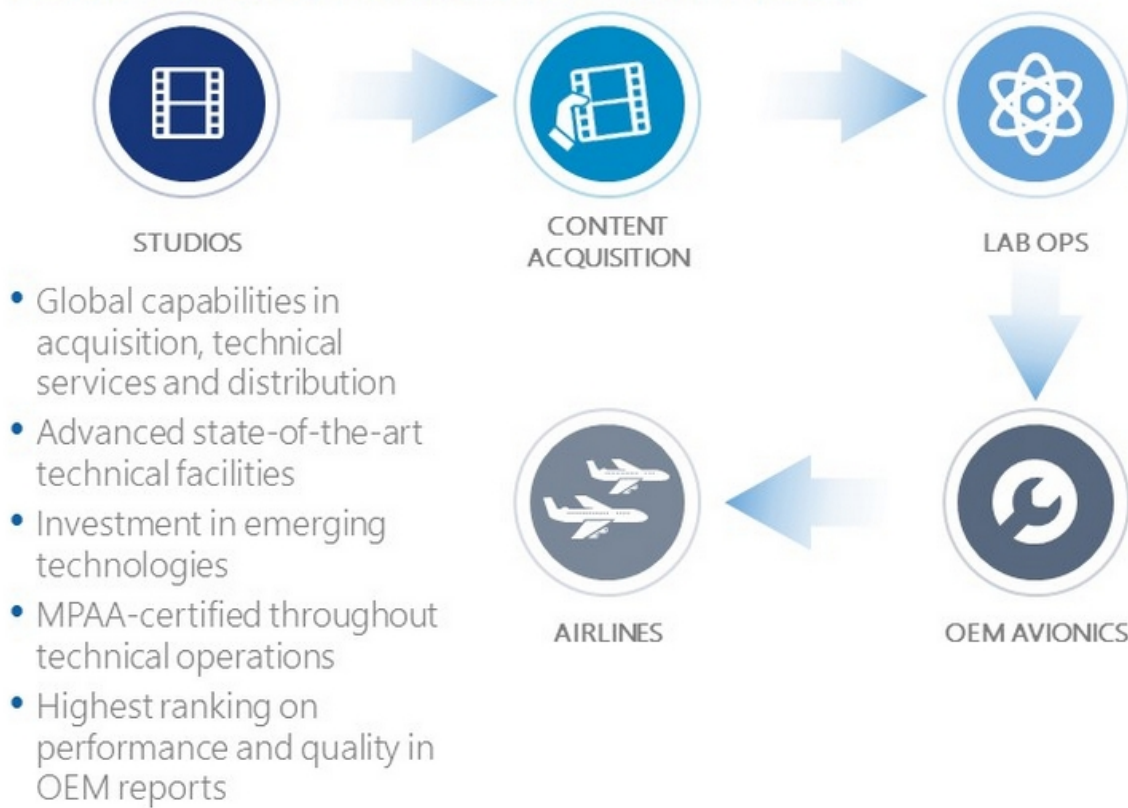 STUDIOS
CONTENT
ACQUISITION
LAB OPS
• Global capabilities in
acquisition, technical
services and distribution
• Advanced state-of-the-art
technical facilities
• Investment in emerging
technologies
• MPAA-certified throughout
technical operations
• Highest ranking on
performance and quality in
OEM reports
AIRLINES
OEM AVIONICS